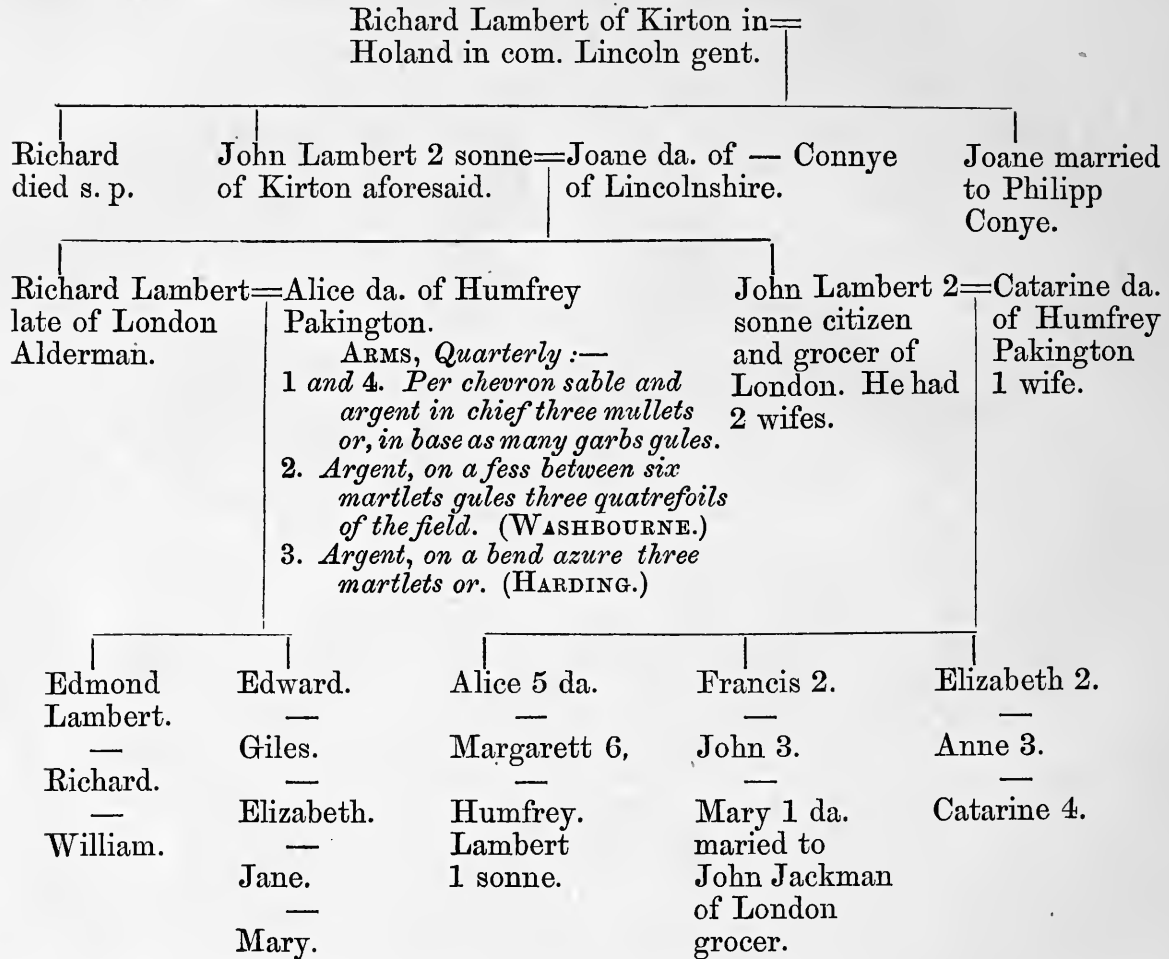 Richard Lambert of Kirton in=
Holand in com. Lincoln gent.
Richard
died s. p.
John Lambert 2 sonne=
of Kirton aforesaid.
Joane da. of — Connye
of Lincolnshire.
Joane married
to Philipp
Conye.
Richard Lambert=
late of London
Alderman.
Alice da. of Humfrey
Pakington.
ARMS, Quarterly :—
1 and 4. Per chevron sable and
argent in chief three mullets
or, in base as many garbs gules.
2. Argent, on a fess between six
martlets gules three quatrefoils
of the field. (WASHBOURNE.)
3. Argent, on a bend azure three
martlets or. (HARDING.)
John Lambert 2=
sonne citizen
and grocer of
London. He had
2 wifes.
Catarine da.
of Humfrey
Pakington
1 wife.
Edmond
Lambert.
—
Richard.
—
William.
Edward.
—
Giles.
—
Elizabeth.
—
Jane.
—
Mary.
Alice 5 da.
—
Margarett 6,
—
Humfrey.
Lambert
1 sonne.
Francis 2.
—
John 3.
—
Mary 1 da.
maried to
John Jackman
of London
grocer.
Elizabeth 2.
—
Anne 3.
—
Catarine 4.